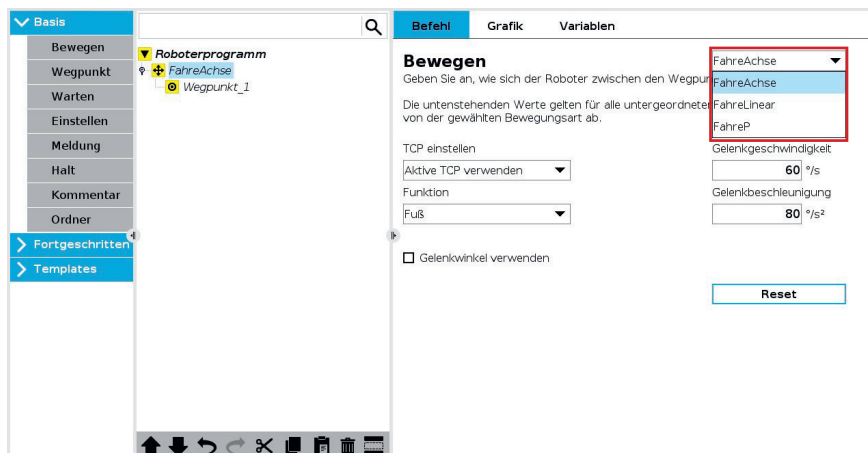 Basis
Bewegen
Wegpunkt
Warten
Einstellen
Meldung
Halt
Kommentar
Ordner
Fortgeschritten
Templates
Roboterprogramm
FahreAchse
Wegpunkt_1
Befehl Grafik Variablen
Bewegen
Geben Sie an, wie sich der Roboter zwischen den
Die untenstehenden Werte gelten für alle
von der gewählten Bewegungsart ab.
FahreAchse
FahreAchse
FahreLinear
FahreP
TCP einstellen
Aktive TCP verwenden
Funktion
Fuß
Gelenkwinkel verwenden
Gelenkgeschwindigkeit
60 °/s
Gelenkbeschleunigung
80 °/s²
Reset